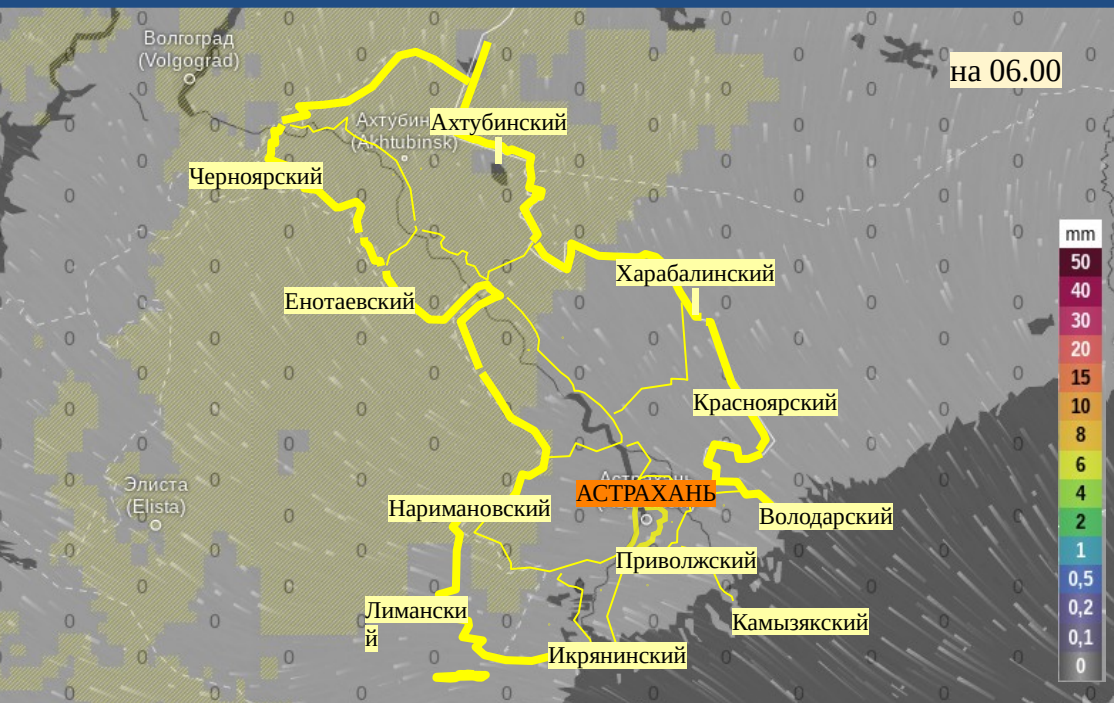 Волгоград
(Volgograd)
на 06.00
Ахтубинский
(Akhtubinsk)
Черноярский
mm
50
40
30
20
15
10
8
6
4
2
1
0,5
0,2
0,1
0
Харабалинский
Енотаевский
Красноярский
Элиста
(Elista)
АСТРАХАНЬ
Наримановский
Володарский
Приволжский
Лимански
й
Камызякский
Икрянинский